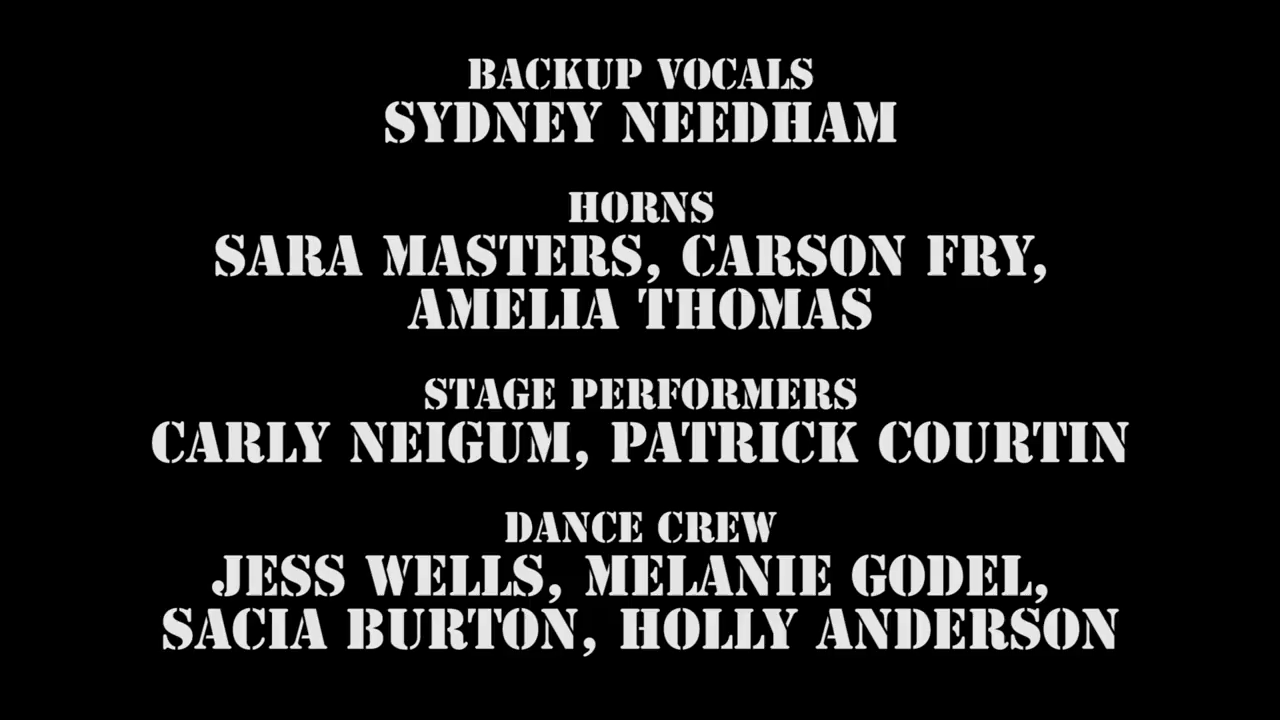 BACKUP VOCALS
SYDNEY NEEDHAM
HORNS
SARA MASTERS, CARSON FRY,
AMELIA THOMAS
STAGE PERFORMERS
CARLY NEIGUM, PATRICK COURTIN
DANCE CREW
JESS WELLS, MELANIE GODEL,
SACIA BURTON, HOLLY ANDERSON